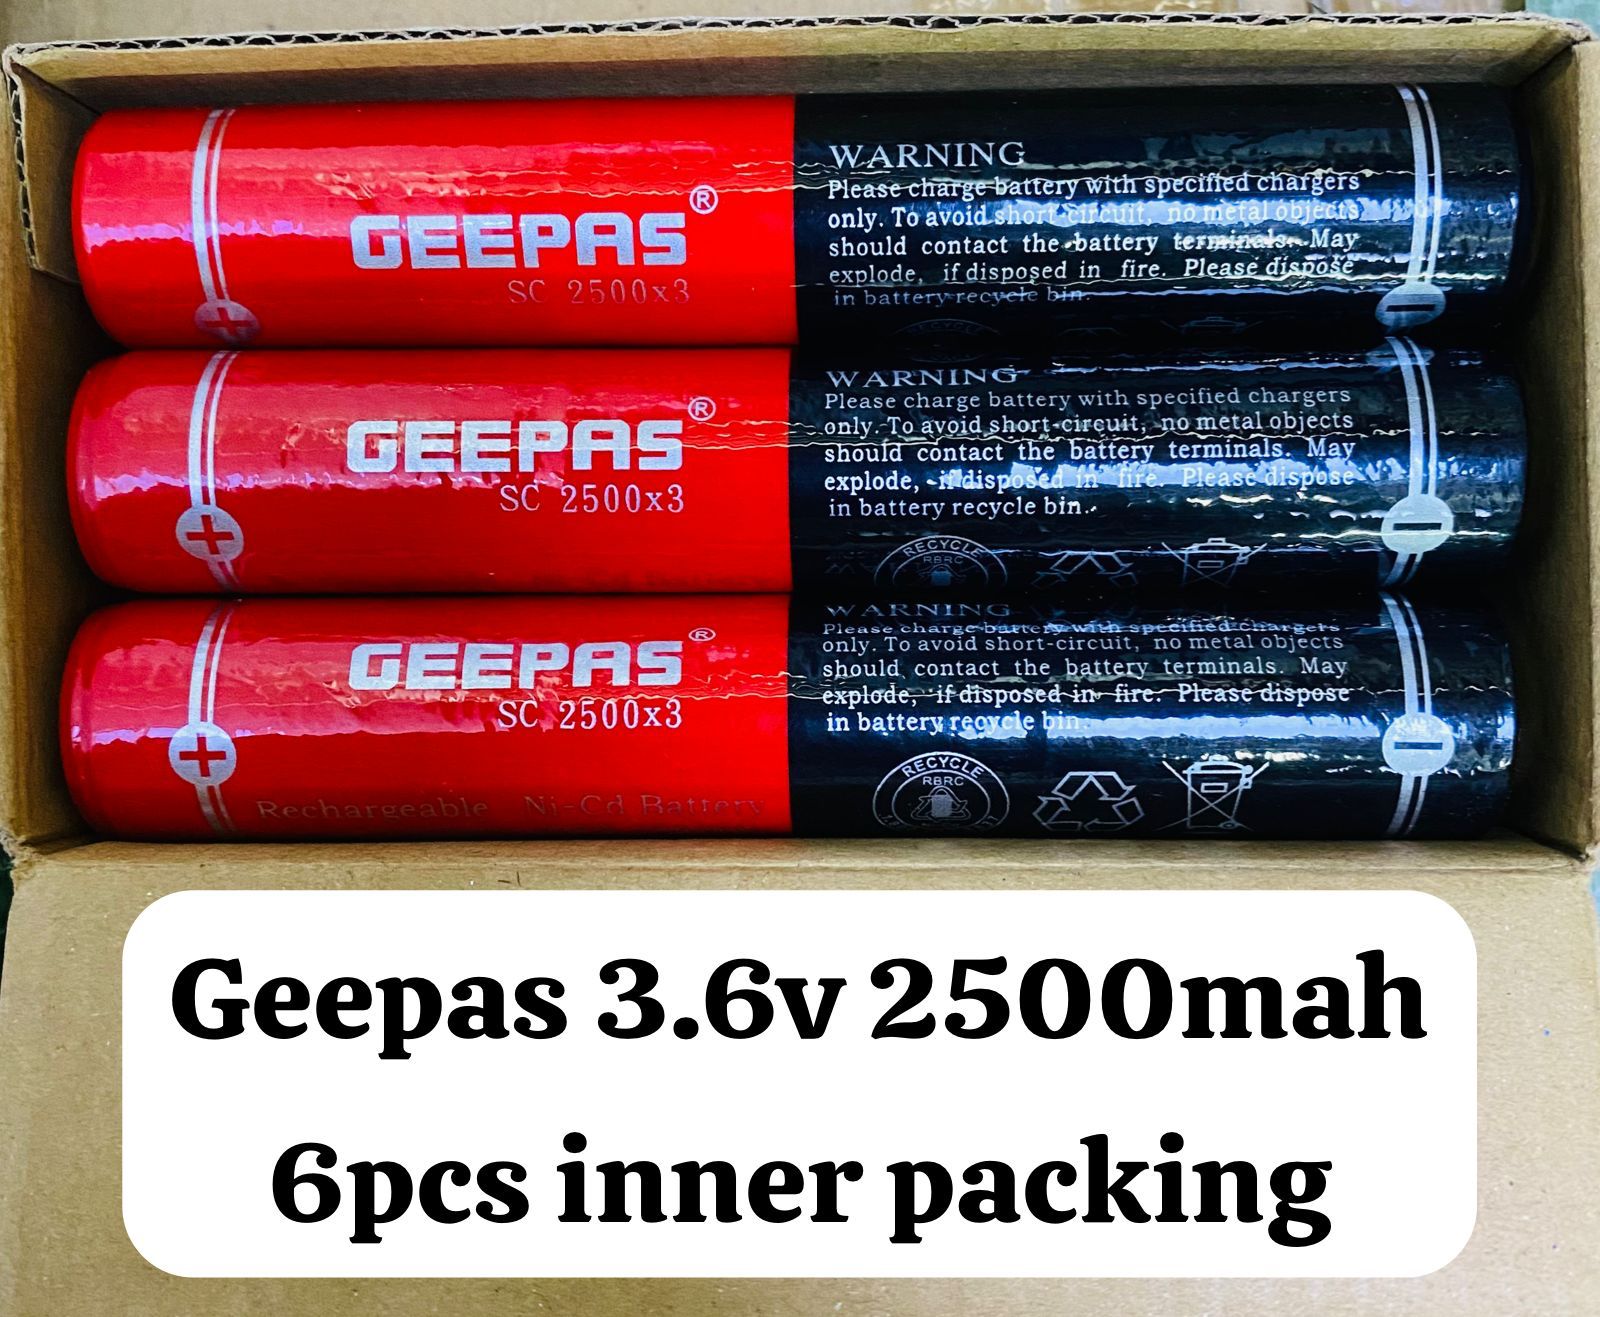 GEEPAS®
SC 2500x3
WARNING
Please charge battery with specified chargers
only. To avoid short-circuit, no metal objects
should contact the battery terminals. May
explode, if disposed in fire. Please dispose
in battery recycle bin.
RECYCLE
GEEPAS®
SC 2500x3
WARNING
Please charge battery with specified chargers
only. To avoid short-circuit, no metal objects
should contact the battery terminals. May
explode, if disposed in fire. Please dispose
in battery recycle bin.
RECYCLE
RBRC
GEEPAS®
SC 2500x3
Rechargeable Ni-Cd Battery
WARNING
Please charge battery with specified chargers
only. To avoid short-circuit, no metal objects
should contact the battery terminals. May
explode, if disposed in fire. Please dispose
in battery recycle bin.
RECYCLE
RBRC
Geepas 3.6v 2500mah
6pcs inner packing